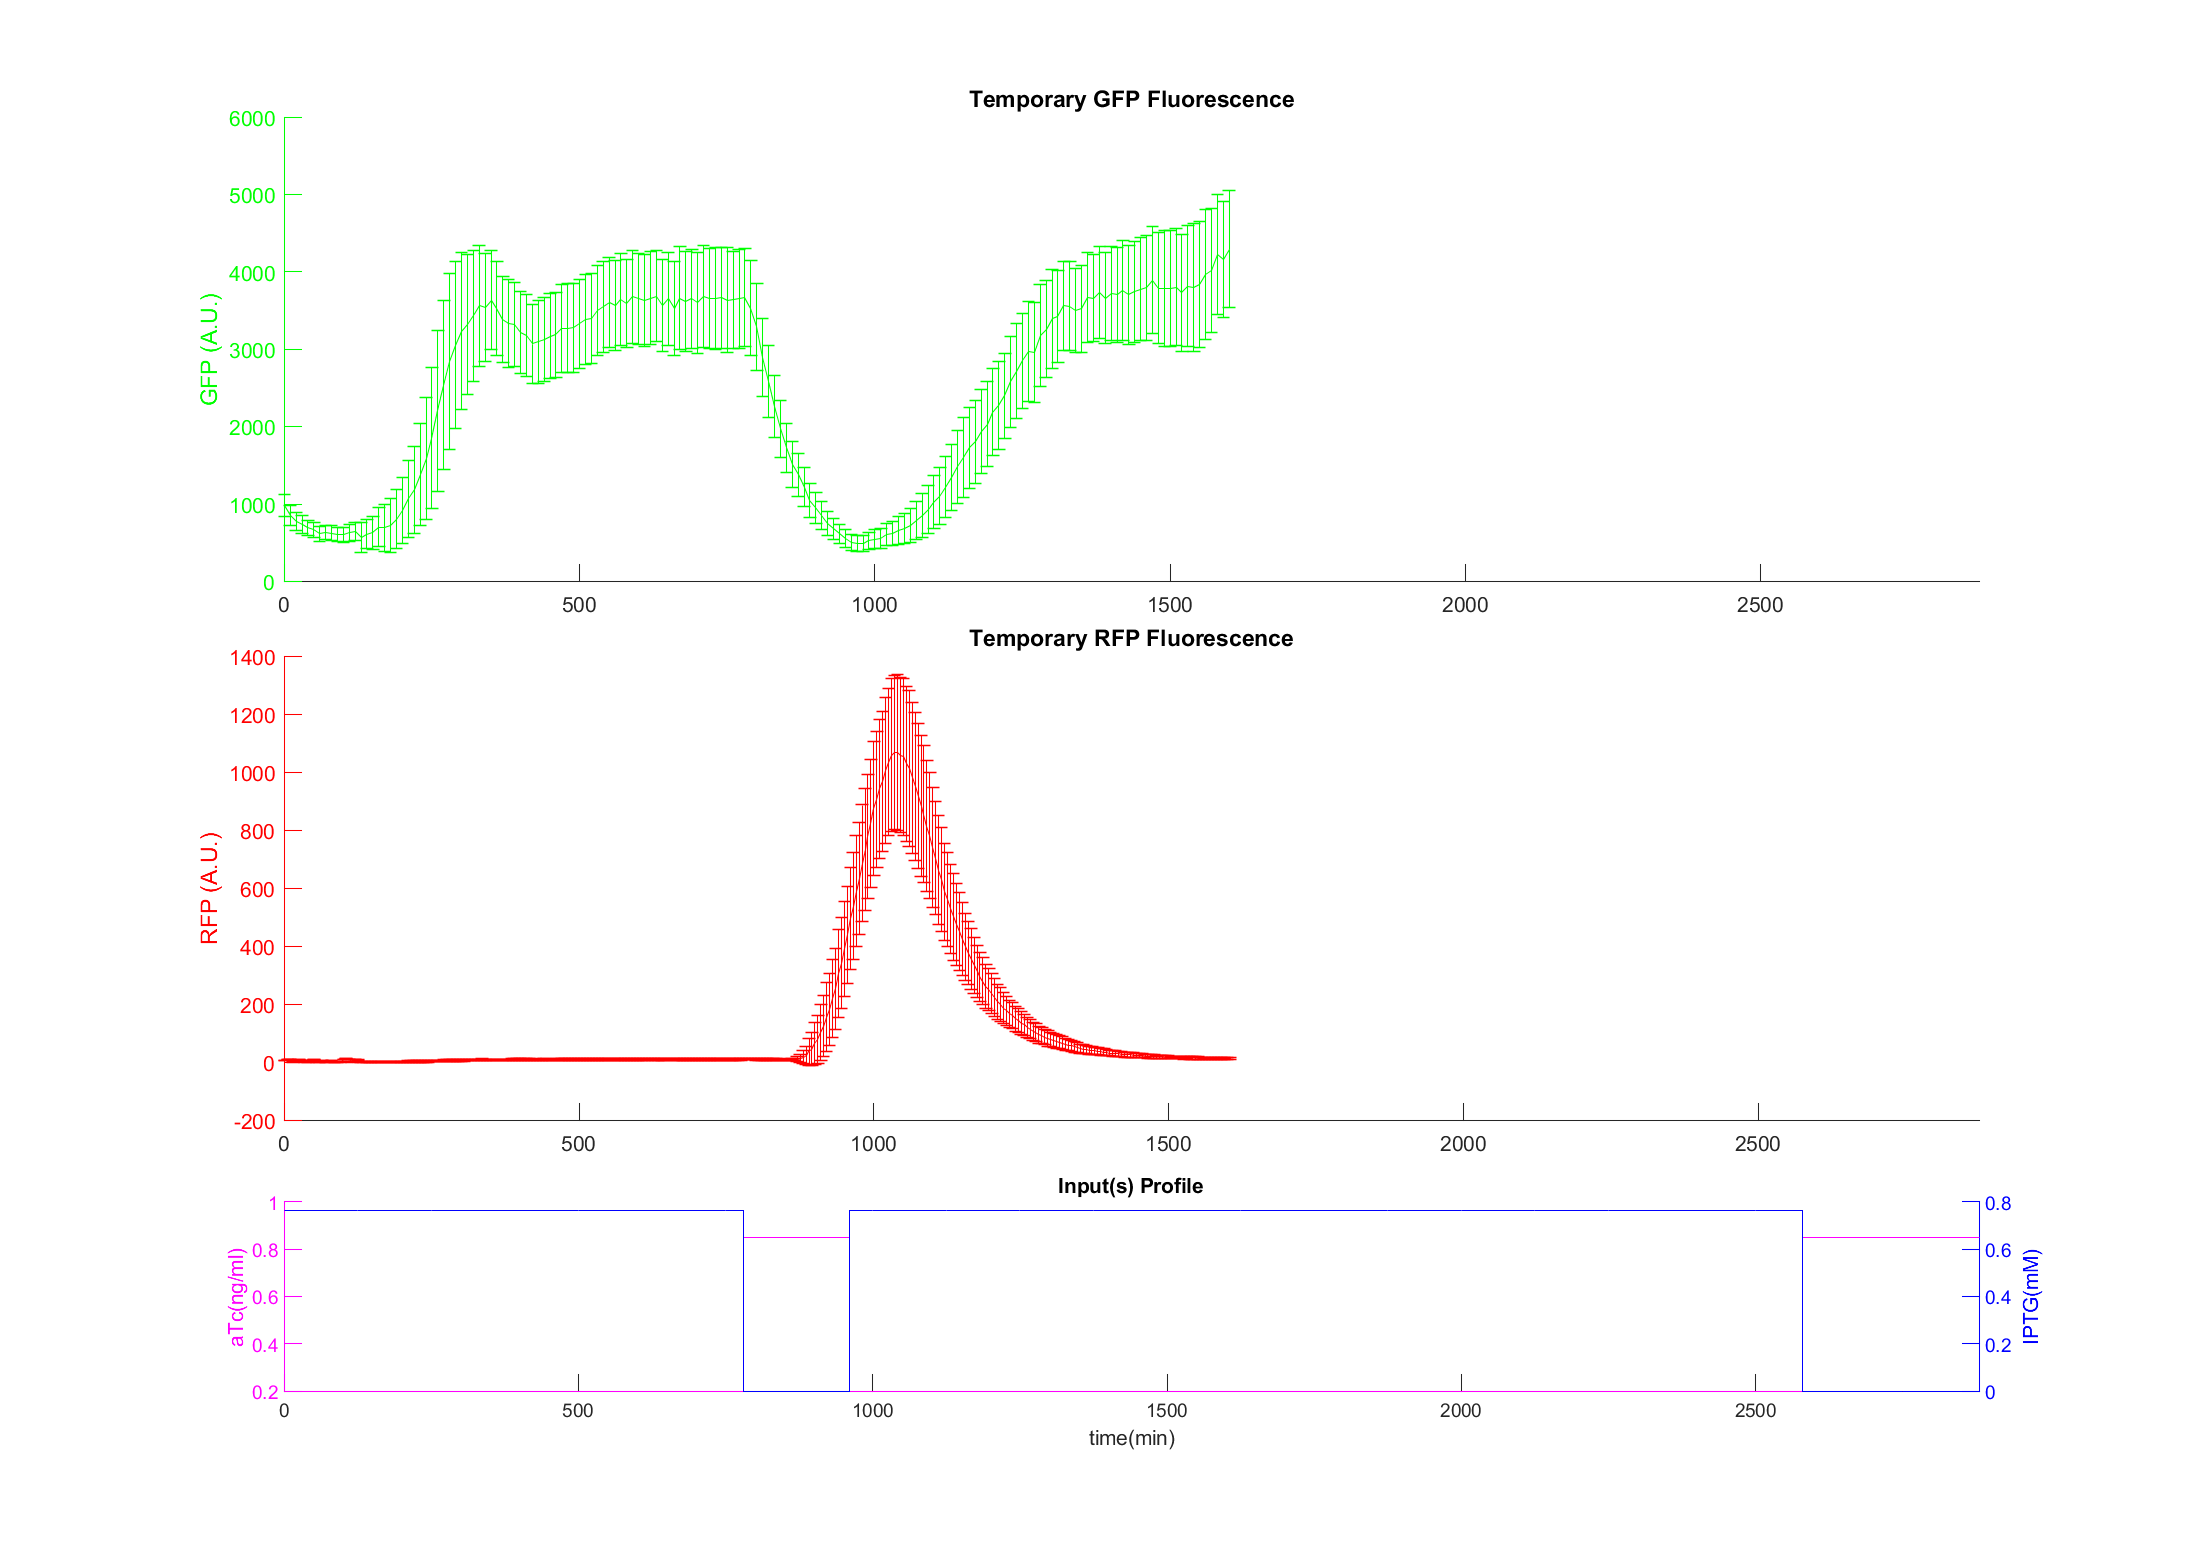 Temporary GFP Fluorescence
6000
5000
4000
3000
2000
1000
0
GFP (A.U.)
0 500 1000 1500 2000 2500
Temporary RFP Fluorescence
1400
1200
1000
800
600
400
200
0
-200
RFP (A.U.)
0 500 1000 1500 2000 2500
Input(s) Profile
1
0.8
0.6
0.4
0.2
aTc(ng/ml)
0.8
0.6
0.4
0.2
0
IPTG(mM)
0 500 1000 1500 2000 2500
time(min)